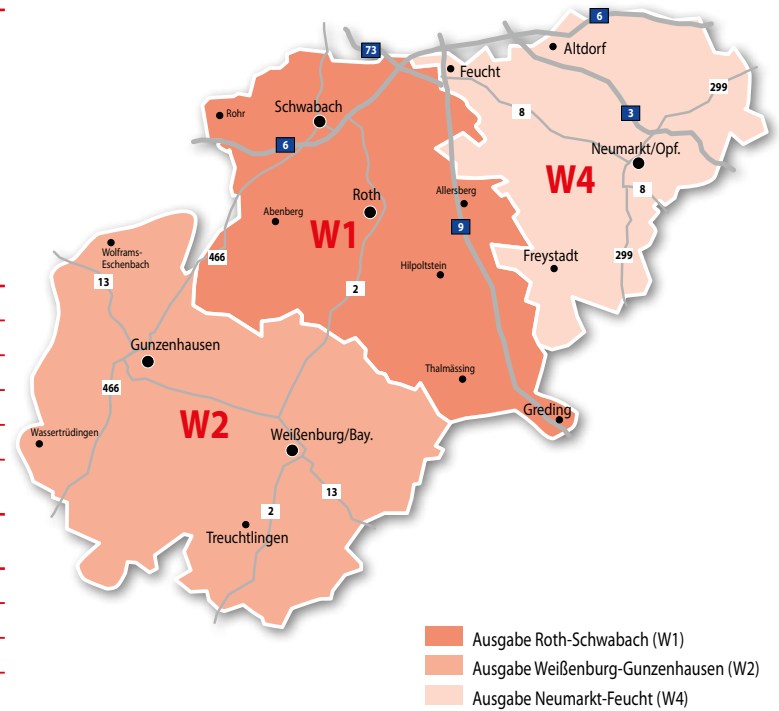 6
73
Altdorf
Feucht
299
Rohr
Schwabach
8
3
6
Neumarkt/Opf.
W4
8
Roth
Allersberg
Abenberg
W1
9
Wolframs-
Eschenbach
466
Freystadt
299
13
Hilpoltstein
2
Gunzenhausen
466
Thalmässing
Greding
W2
Wassertrüdingen
Weißenburg/Bay.
13
2
Treuchtlingen
Ausgabe Roth-Schwabach (W1)
Ausgabe Weißenburg-Gunzenhausen (W2)
Ausgabe Neumarkt-Feucht (W4)